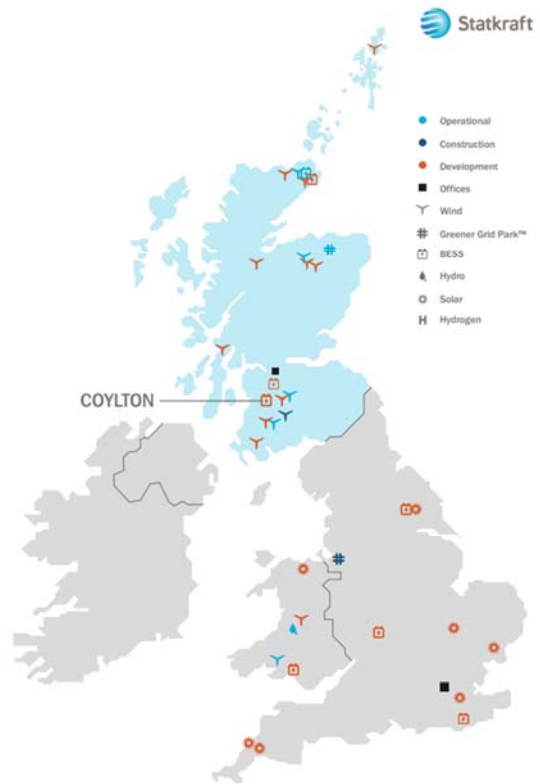 Statkraft
Operational
Construction
Development
Offices
Wind
Greener Grid Park™
BESS
Hydro
Solar
H Hydrogen
COYLTON